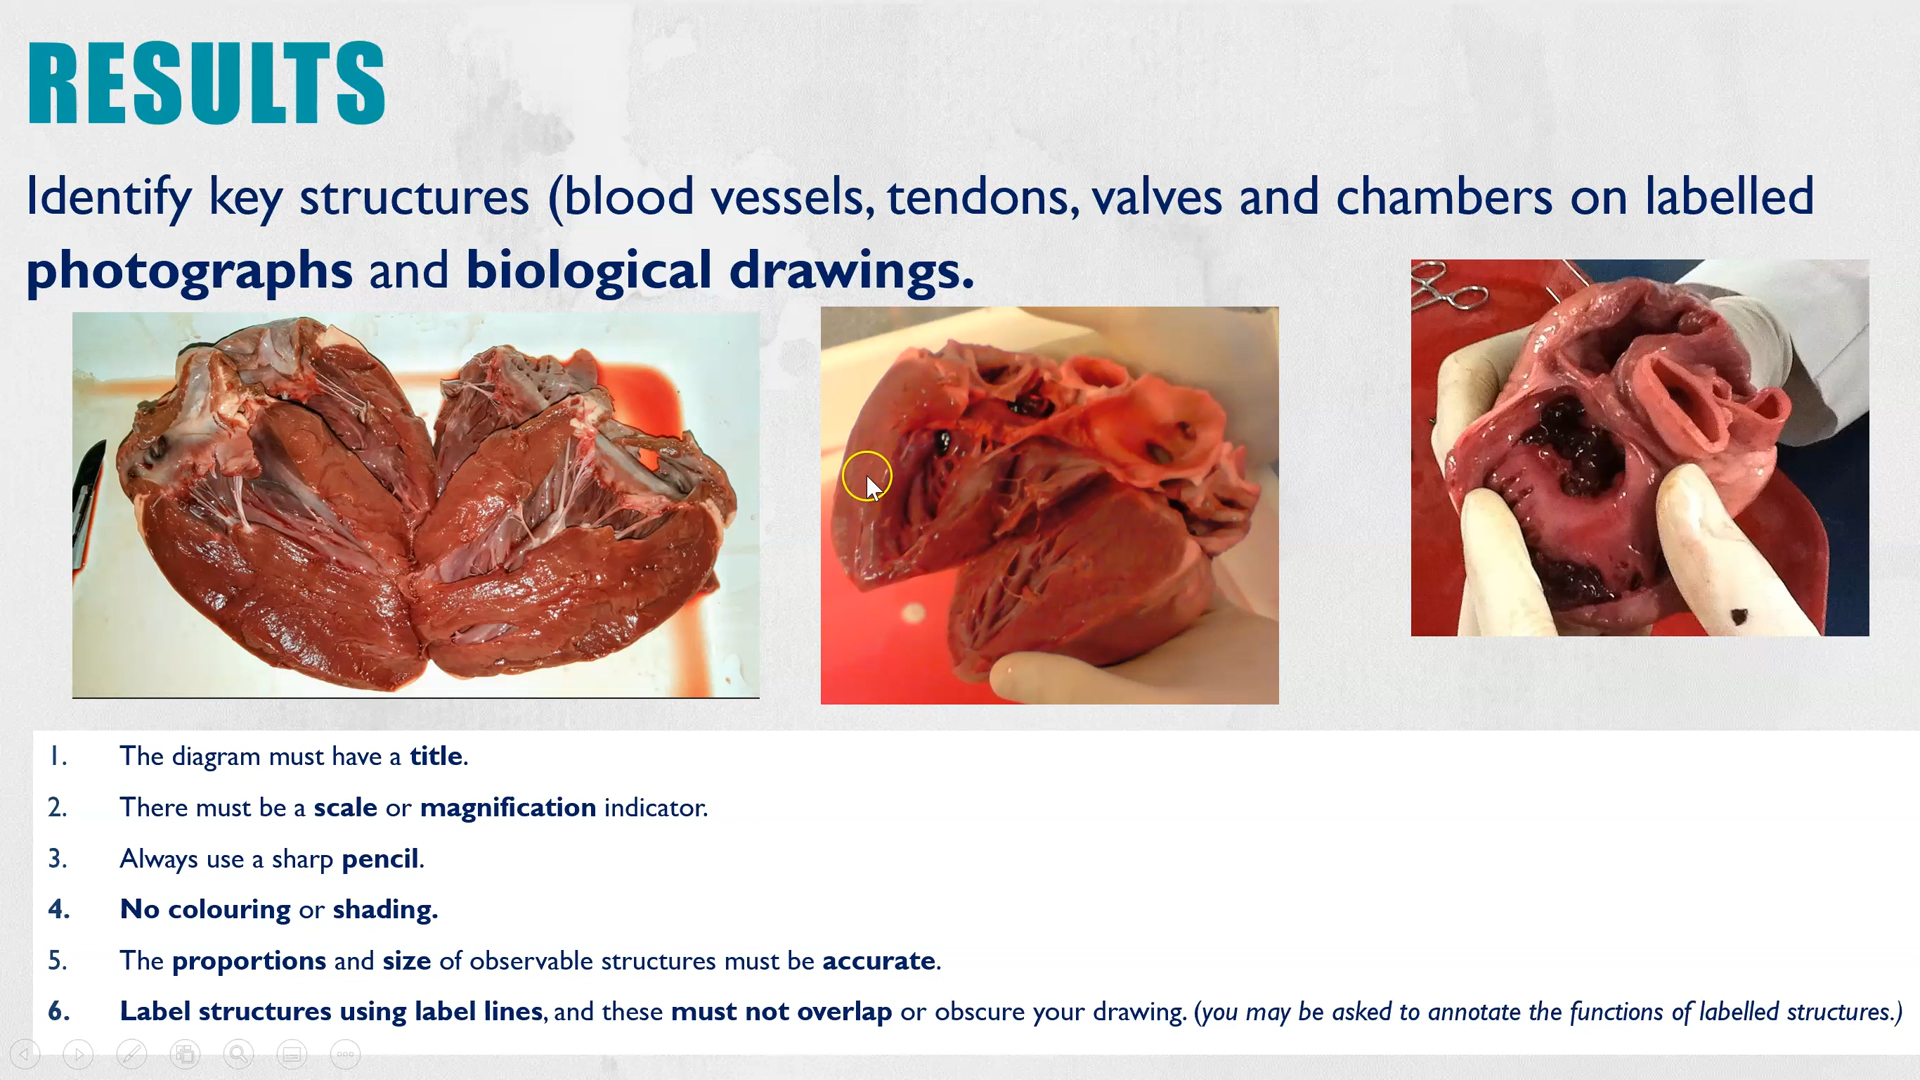 RESULTS
Identify key structures (blood vessels, tendons, valves and chambers on labelled
photographs and biological drawings.
1. The diagram must have a title.
2. There must be a scale or magnification indicator.
3. Always use a sharp pencil.
4. No colouring or shading.
5. The proportions and size of observable structures must be accurate.
6. Label structures using label lines, and these must not overlap or obscure your drawing. (you may be asked to annotate the functions of labelled structures.)